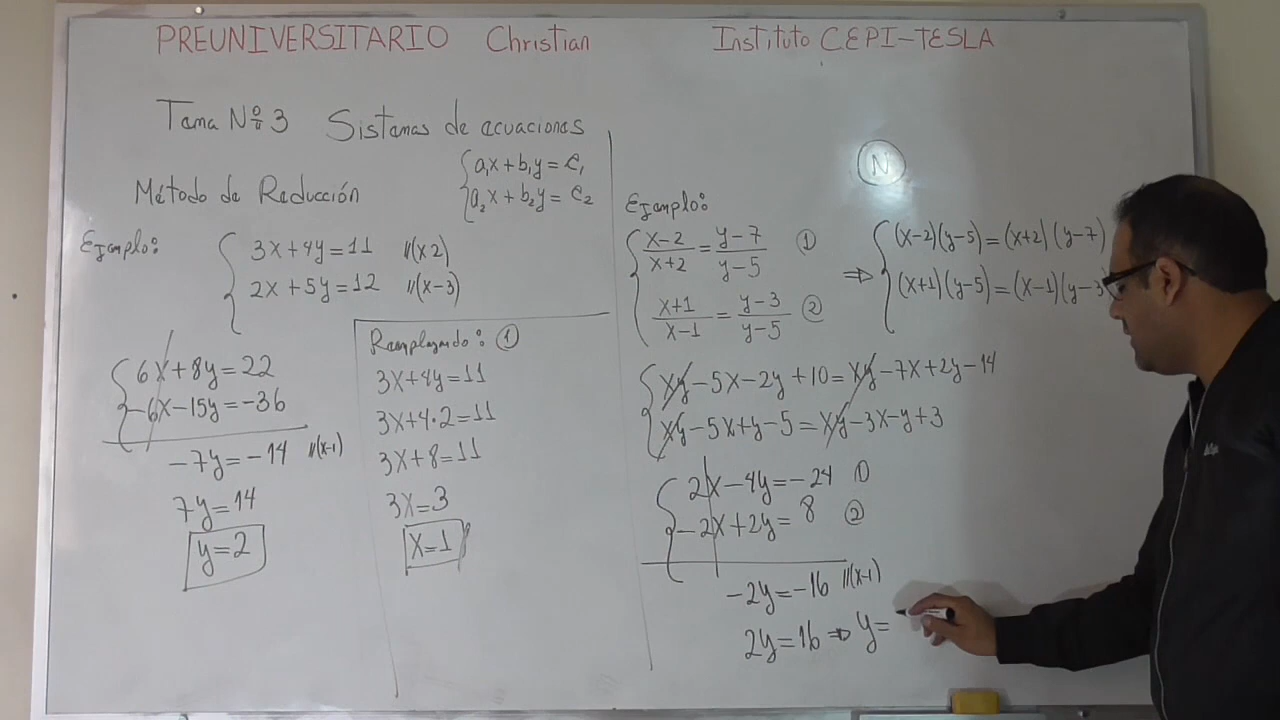 PREUNIVERSITARIO Christian Instituto CEPI-TESLA
Tema Nº 3 Sistemas de ecuaciones
a₁x + b₁y = c₁
a₂x + b₂y = c₂
Método de Reducción
Ejemplo:
3x + 4y = 11 //(x2)
2x + 5y = 12 //(x-3)
6x + 8y = 22
-6x - 15y = -36
-7y = -14 //(x-1)
7y = 14
y = 2
Remplazando: ①
3x + 4y = 11
3x + 4·2 = 11
3x + 8 = 11
3x = 3
x = 1
N
Ejemplo:
x-2/x+2 = y-7/y-5 ①
x+1/x-1 = y-3/y-5 ②
⇒ (x-2)(y-5) = (x+2)(y-7)
(x+1)(y-5) = (x-1)(y-3
xy - 5x - 2y + 10 = xy - 7x + 2y - 14
xy - 5x + y - 5 = xy - 3x - y + 3
2x - 4y = -24 ①
-2x + 2y = 8 ②
-2y = -16 //(x-1)
2y = 16 ⇒ y =